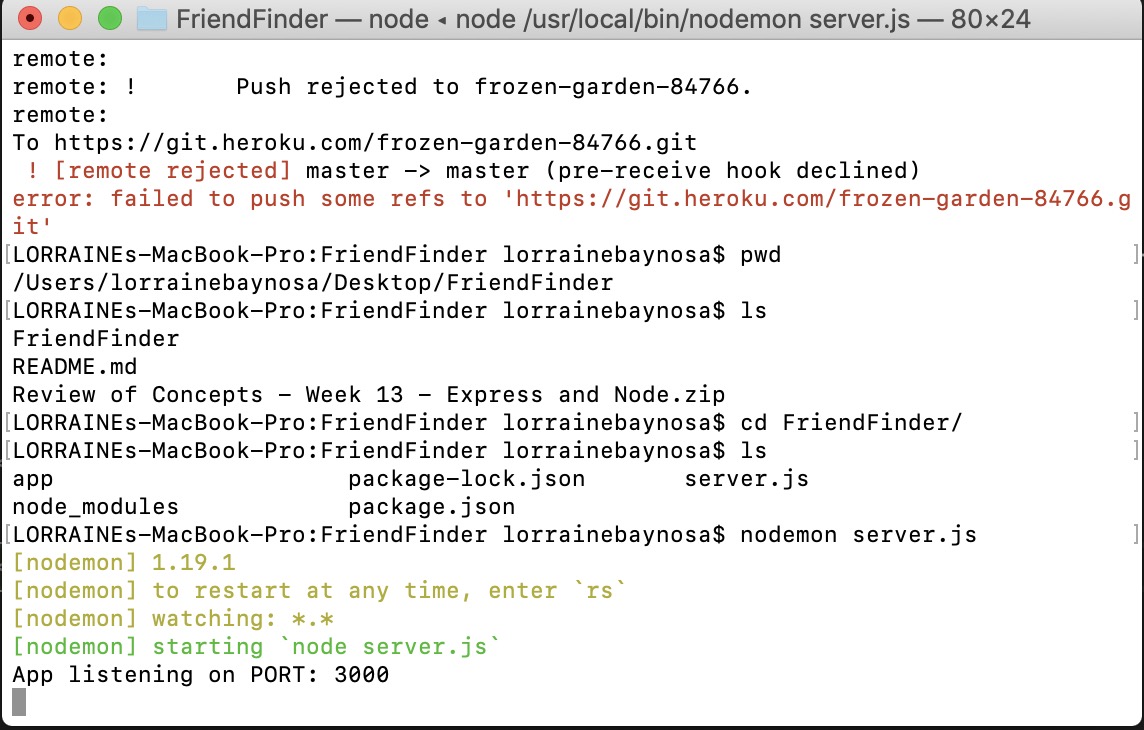 FriendFinder — node ◂ node /usr/local/bin/nodemon server.js — 80×24
remote:
remote: !       Push rejected to frozen-garden-84766.
remote:
To https://git.heroku.com/frozen-garden-84766.git
 ! [remote rejected] master -> master (pre-receive hook declined)
error: failed to push some refs to 'https://git.heroku.com/frozen-garden-84766.g
it'
[LORRAINEs-MacBook-Pro:FriendFinder lorrainebaynosa$ pwd ]
/Users/lorrainebaynosa/Desktop/FriendFinder
[LORRAINEs-MacBook-Pro:FriendFinder lorrainebaynosa$ ls ]
FriendFinder
README.md
Review of Concepts - Week 13 - Express and Node.zip
[LORRAINEs-MacBook-Pro:FriendFinder lorrainebaynosa$ cd FriendFinder/ ]
[LORRAINEs-MacBook-Pro:FriendFinder lorrainebaynosa$ ls ]
app                     package-lock.json       server.js
node_modules            package.json
[LORRAINEs-MacBook-Pro:FriendFinder lorrainebaynosa$ nodemon server.js ]
[nodemon] 1.19.1
[nodemon] to restart at any time, enter `rs`
[nodemon] watching: *.*
[nodemon] starting `node server.js`
App listening on PORT: 3000